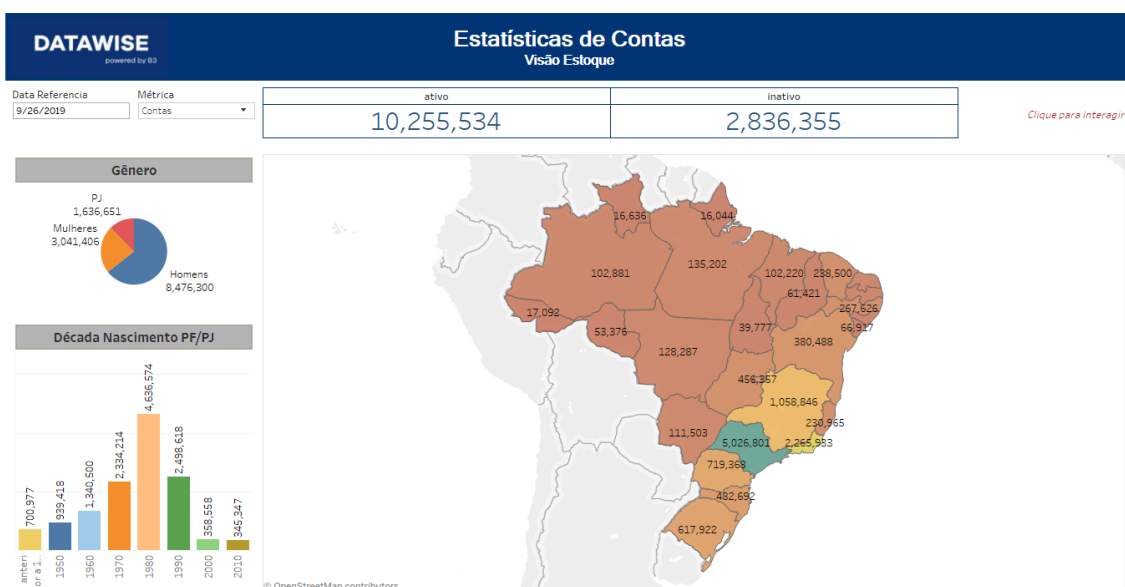 DATAWISE
powered by B3
Estatísticas de Contas
Visão Estoque
Data Referencia
Métrica
9/26/2019
Contas
ativo
inativo
10,255,534
2,836,355
Clique para interagir
Gênero
PJ
1,636,651
Mulheres
3,041,406
Homens
8,476,300
Década Nascimento PF/PJ
700,977
939,418
1,340,500
2,334,214
4,636,574
2,498,618
358,558
345,347
anteri
or a 1..
1950
1960
1970
1980
1990
2000
2010
16,636
16,044
102,881
135,202
102,220
238,500
61,421
267,626
17,092
53,376
39,777
66,917
128,287
380,488
456,357
1,058,846
111,503
230,965
5,026,801
2,265,933
719,368
482,692
617,922
© OpenStreetMap contributors